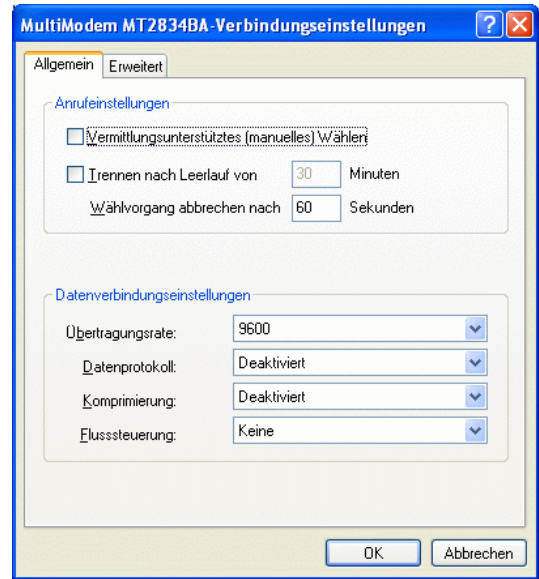 MultiModem MT2834BA-Verbindungseinstellungen
Allgemein Erweitert
Anrufeinstellungen
Vermittlungsunterstütztes (manuelles) Wählen
Trennen nach Leerlauf von 30 Minuten
Wählvorgang abbrechen nach 60 Sekunden
Datenverbindungseinstellungen
Übertragungsrate: 9600
Datenprotokoll: Deaktiviert
Komprimierung: Deaktiviert
Flusssteuerung: Keine
OK Abbrechen